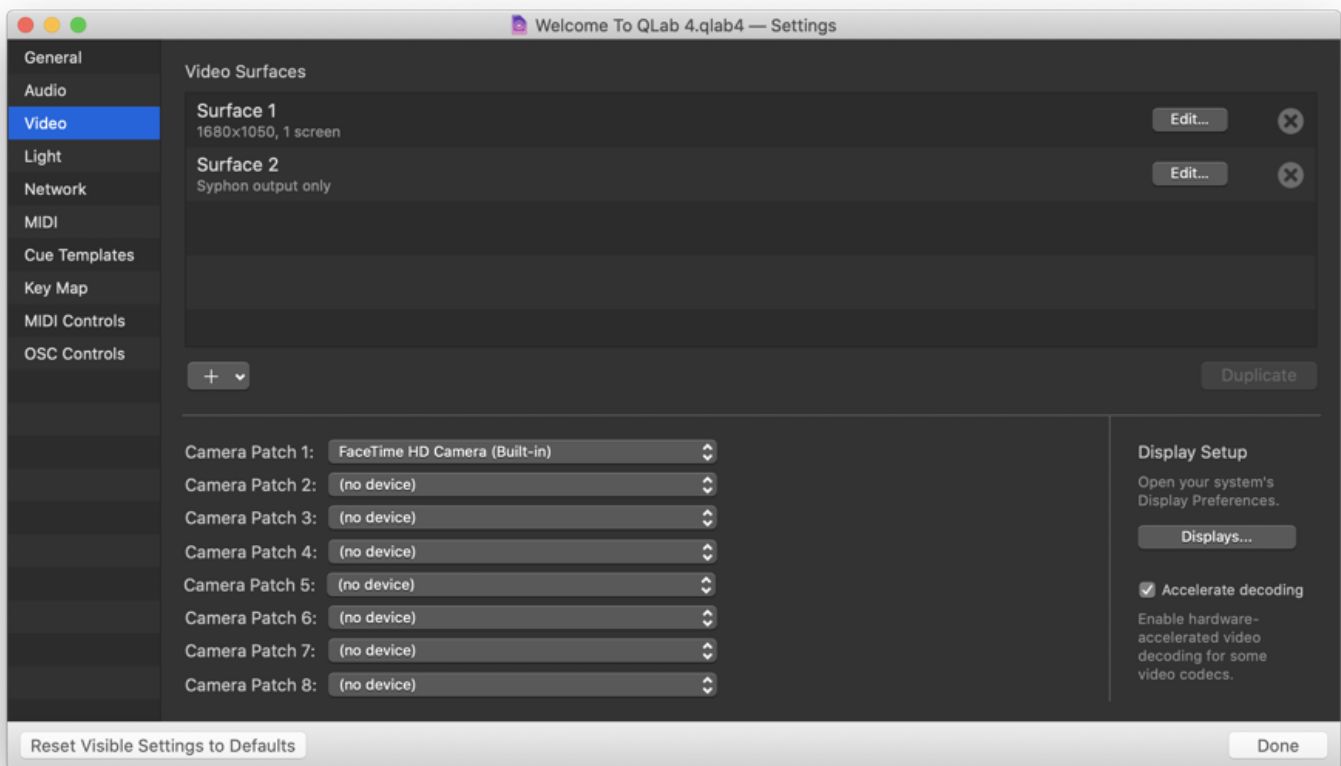 Welcome To QLab 4.qlab4 — Settings
General
Audio
Video
Light
Network
MIDI
Cue Templates
Key Map
MIDI Controls
OSC Controls
Video Surfaces
Surface 1
1680×1050, 1 screen
Edit...
Surface 2
Syphon output only
Edit...
Duplicate
Camera Patch 1: FaceTime HD Camera (Built-in)
Camera Patch 2: (no device)
Camera Patch 3: (no device)
Camera Patch 4: (no device)
Camera Patch 5: (no device)
Camera Patch 6: (no device)
Camera Patch 7: (no device)
Camera Patch 8: (no device)
Display Setup
Open your system's
Display Preferences.
Displays...
Accelerate decoding
Enable hardware-
accelerated video
decoding for some
video codecs.
Reset Visible Settings to Defaults
Done